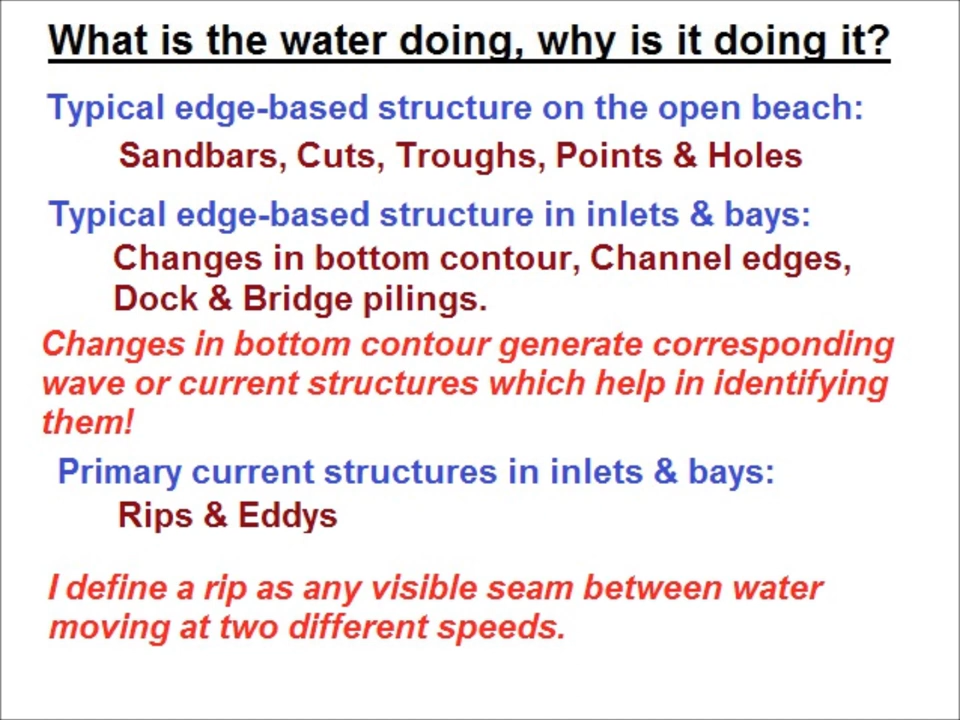 What is the water doing, why is it doing it?
Typical edge-based structure on the open beach:
Sandbars, Cuts, Troughs, Points & Holes
Typical edge-based structure in inlets & bays:
Changes in bottom contour, Channel edges,
Dock & Bridge pilings.
Changes in bottom contour generate corresponding
wave or current structures which help in identifying
them!
Primary current structures in inlets & bays:
Rips & Eddys
I define a rip as any visible seam between water
moving at two different speeds.